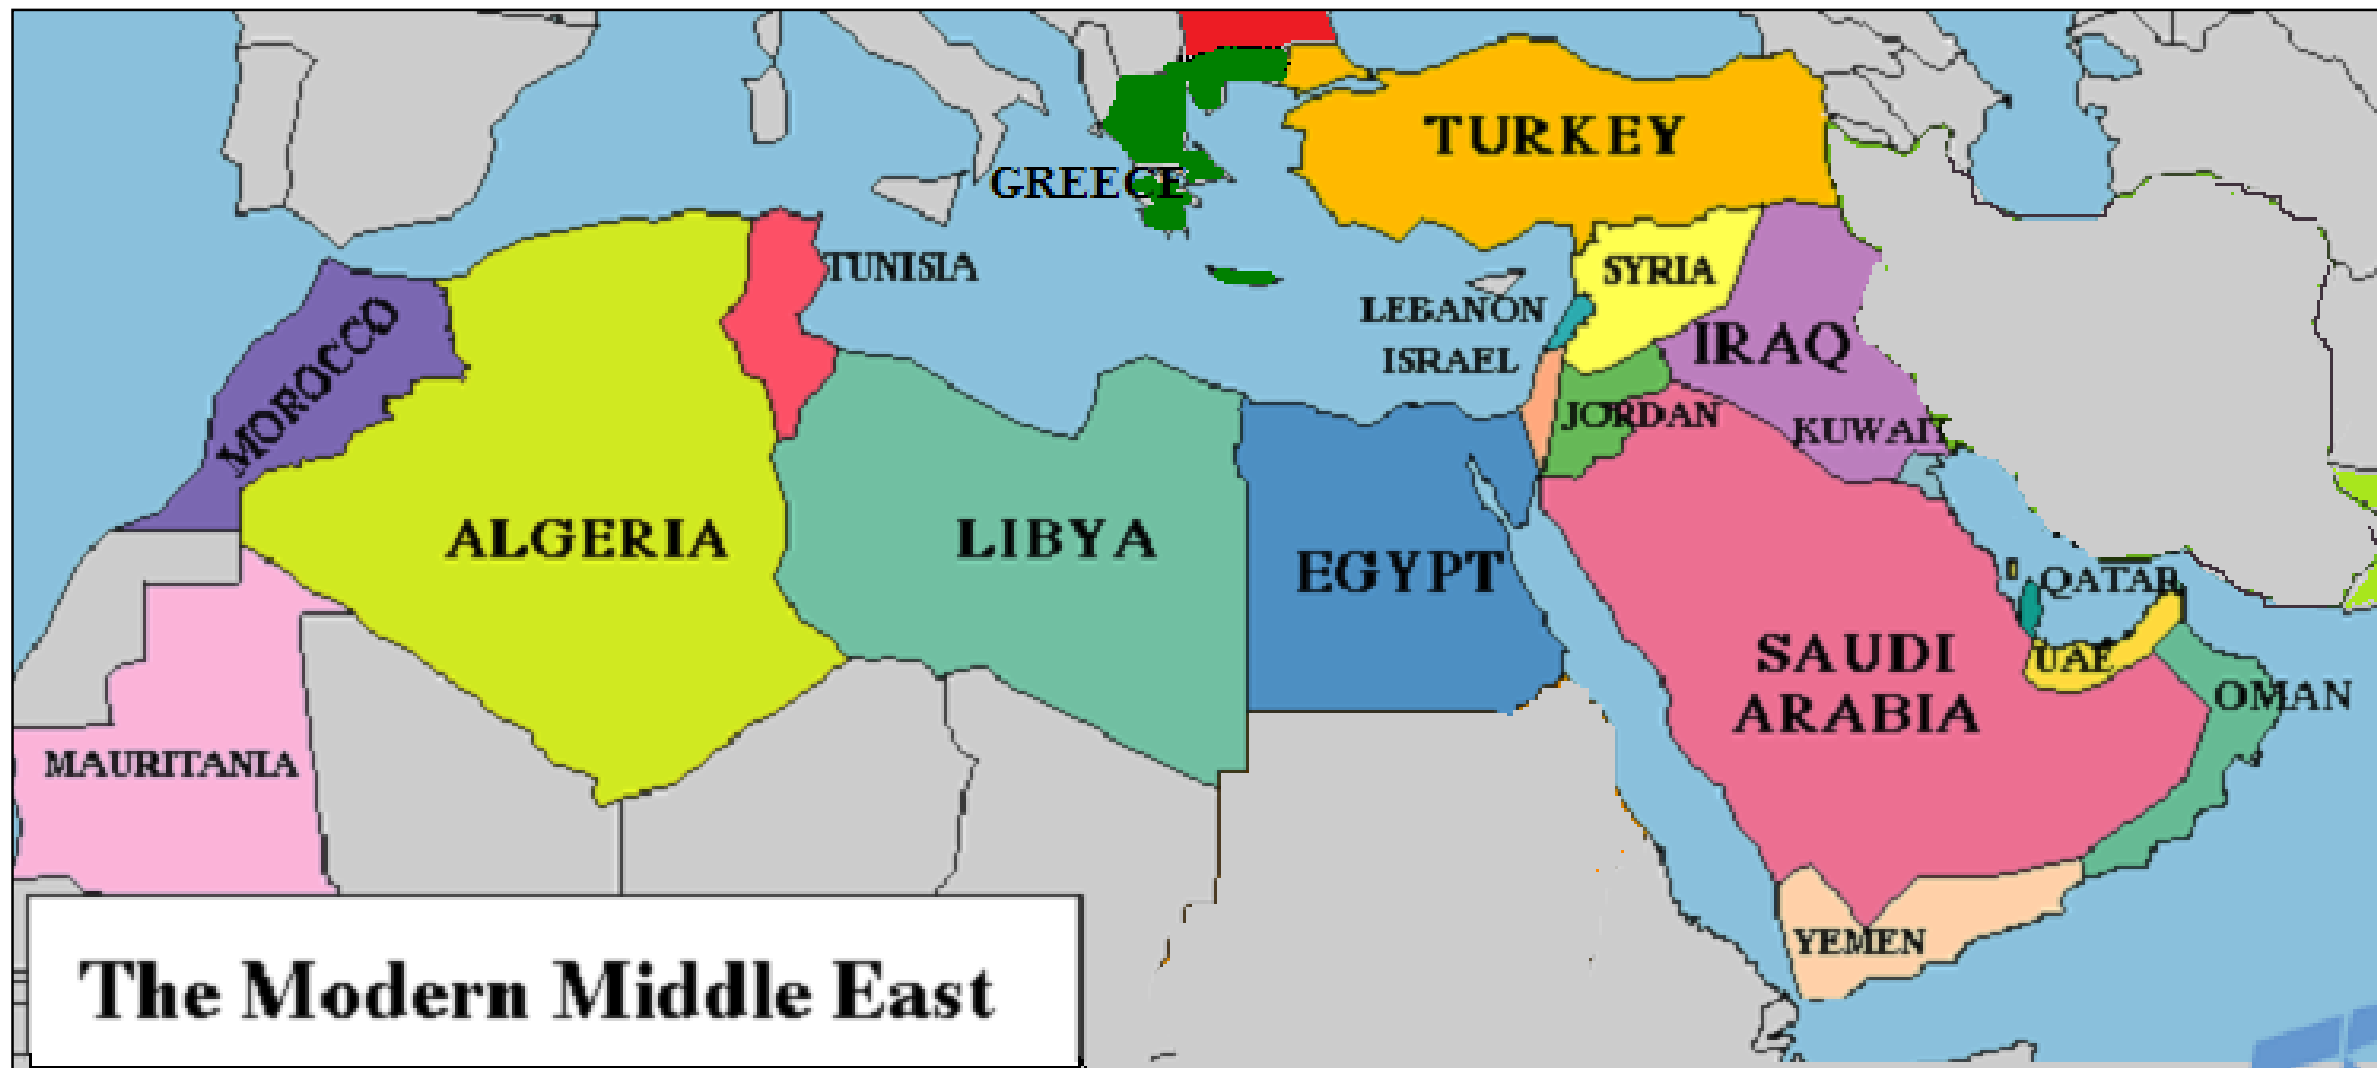 TURKEY
GREECE
TUNISIA
SYRIA
LEBANON
MOROCCO
IRAQ
ISRAEL
JORDAN
KUWAIT
ALGERIA
LIBYA
EGYPT
QATAR
SAUDI
ARABIA
UAE
OMAN
MAURITANIA
YEMEN
The Modern Middle East